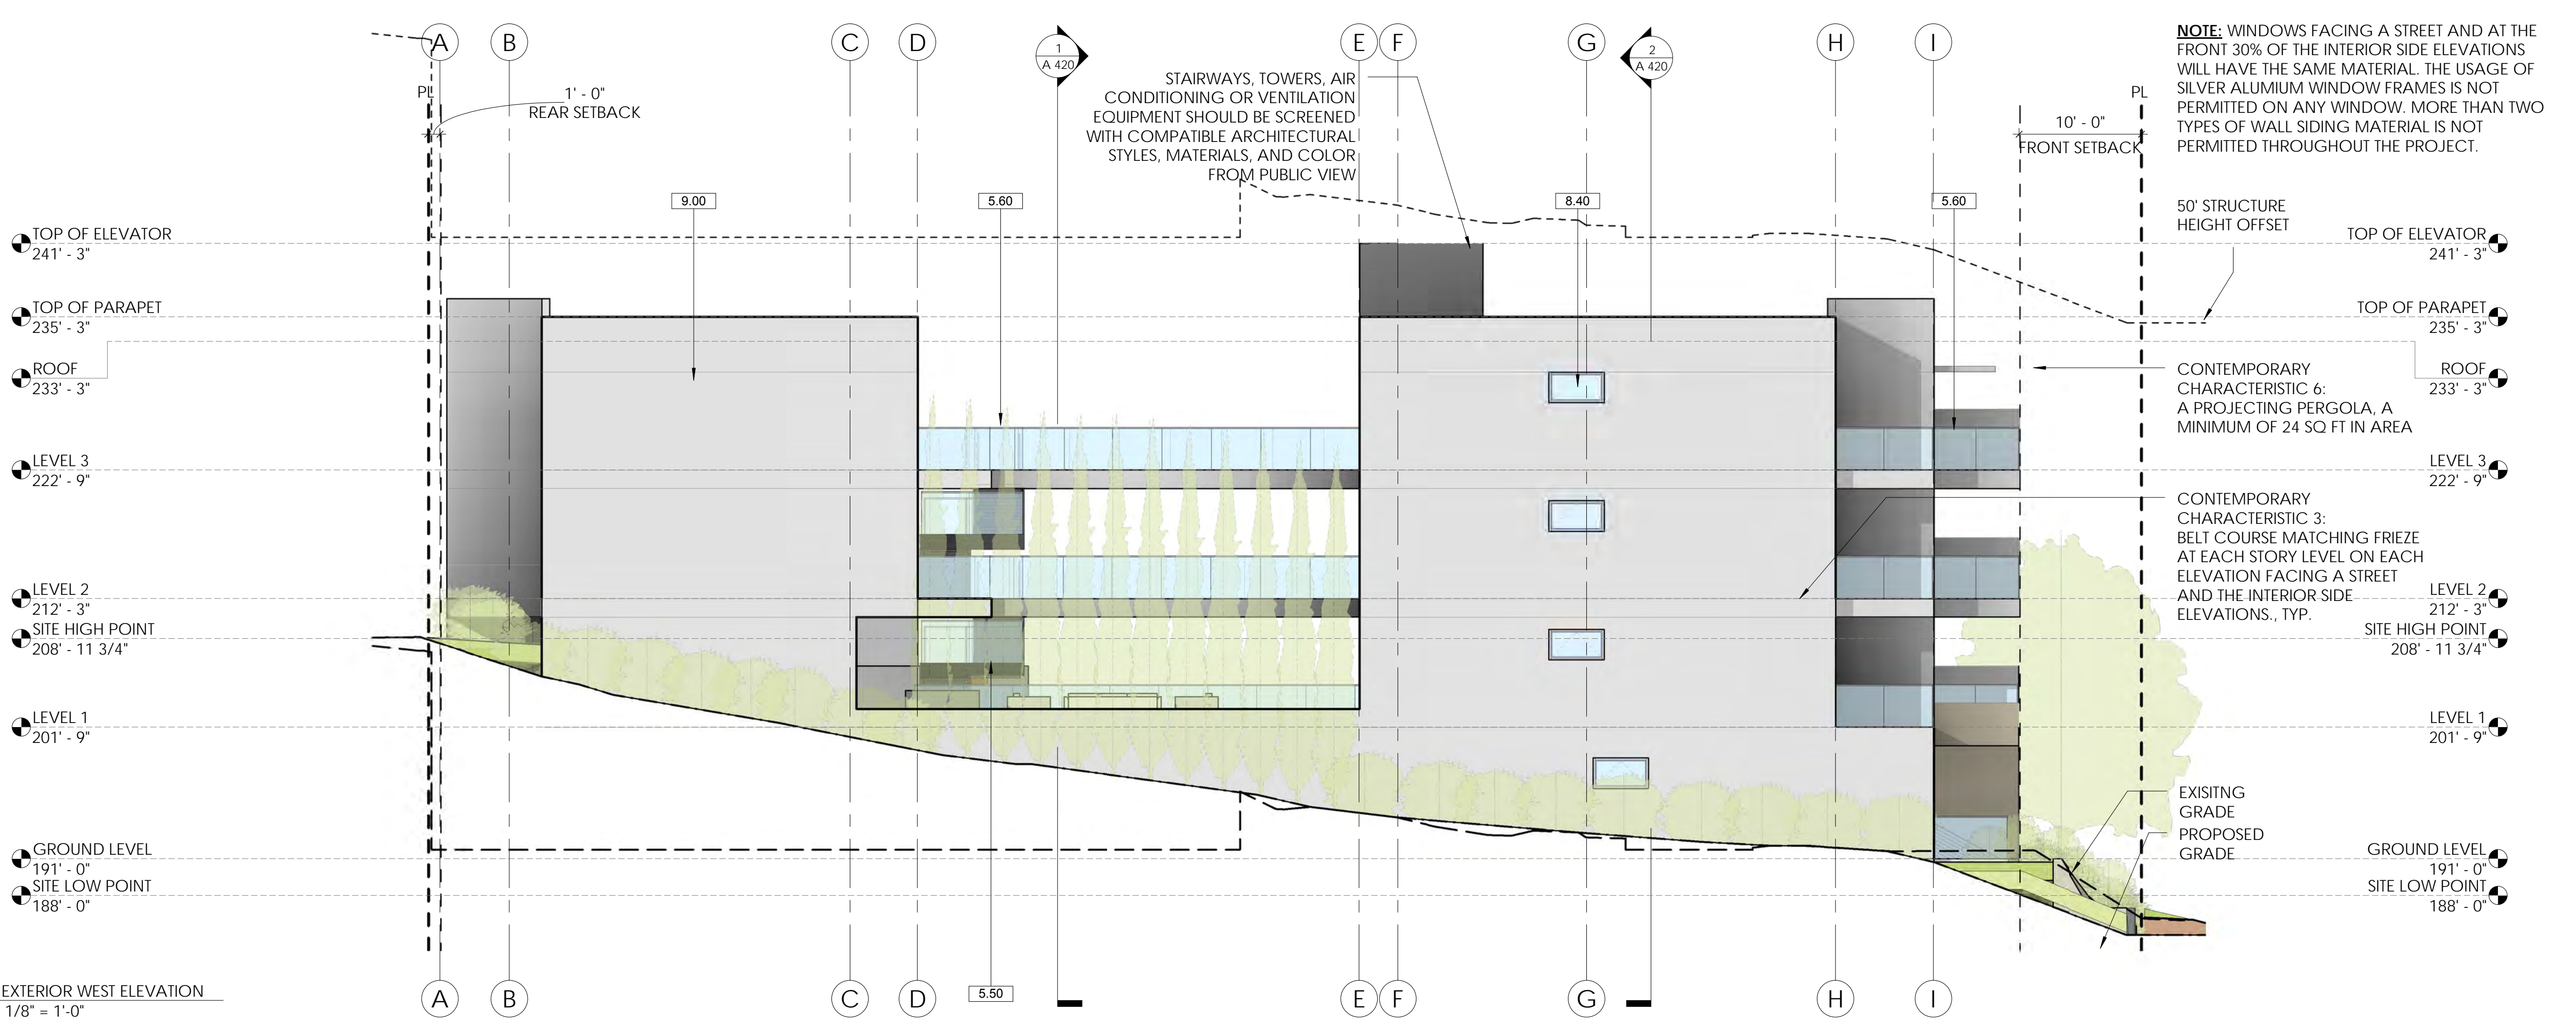 A B C D E F G H I
1
A 420
2
A 420
NOTE: WINDOWS FACING A STREET AND AT THE
FRONT 30% OF THE INTERIOR SIDE ELEVATIONS
WILL HAVE THE SAME MATERIAL. THE USAGE OF
SILVER ALUMIUM WINDOW FRAMES IS NOT
PERMITTED ON ANY WINDOW. MORE THAN TWO
TYPES OF WALL SIDING MATERIAL IS NOT
PERMITTED THROUGHOUT THE PROJECT.
PL
1' - 0"
REAR SETBACK
STAIRWAYS, TOWERS, AIR
CONDITIONING OR VENTILATION
EQUIPMENT SHOULD BE SCREENED
WITH COMPATIBLE ARCHITECTURAL
STYLES, MATERIALS, AND COLOR
FROM PUBLIC VIEW
PL
10' - 0"
FRONT SETBACK
9.00
5.60
8.40
5.60
50' STRUCTURE
HEIGHT OFFSET
TOP OF ELEVATOR
241' - 3"
TOP OF PARAPET
235' - 3"
ROOF
233' - 3"
LEVEL 3
222' - 9"
LEVEL 2
212' - 3"
SITE HIGH POINT
208' - 11 3/4"
LEVEL 1
201' - 9"
GROUND LEVEL
191' - 0"
SITE LOW POINT
188' - 0"
TOP OF ELEVATOR
241' - 3"
TOP OF PARAPET
235' - 3"
ROOF
233' - 3"
LEVEL 3
222' - 9"
LEVEL 2
212' - 3"
SITE HIGH POINT
208' - 11 3/4"
LEVEL 1
201' - 9"
GROUND LEVEL
191' - 0"
SITE LOW POINT
188' - 0"
CONTEMPORARY
CHARACTERISTIC 6:
A PROJECTING PERGOLA, A
MINIMUM OF 24 SQ FT IN AREA
CONTEMPORARY
CHARACTERISTIC 3:
BELT COURSE MATCHING FRIEZE
AT EACH STORY LEVEL ON EACH
ELEVATION FACING A STREET
AND THE INTERIOR SIDE
ELEVATIONS., TYP.
EXISITNG
GRADE
PROPOSED
GRADE
5.50
A B C D E F G H I
EXTERIOR WEST ELEVATION
1/8" = 1'-0"